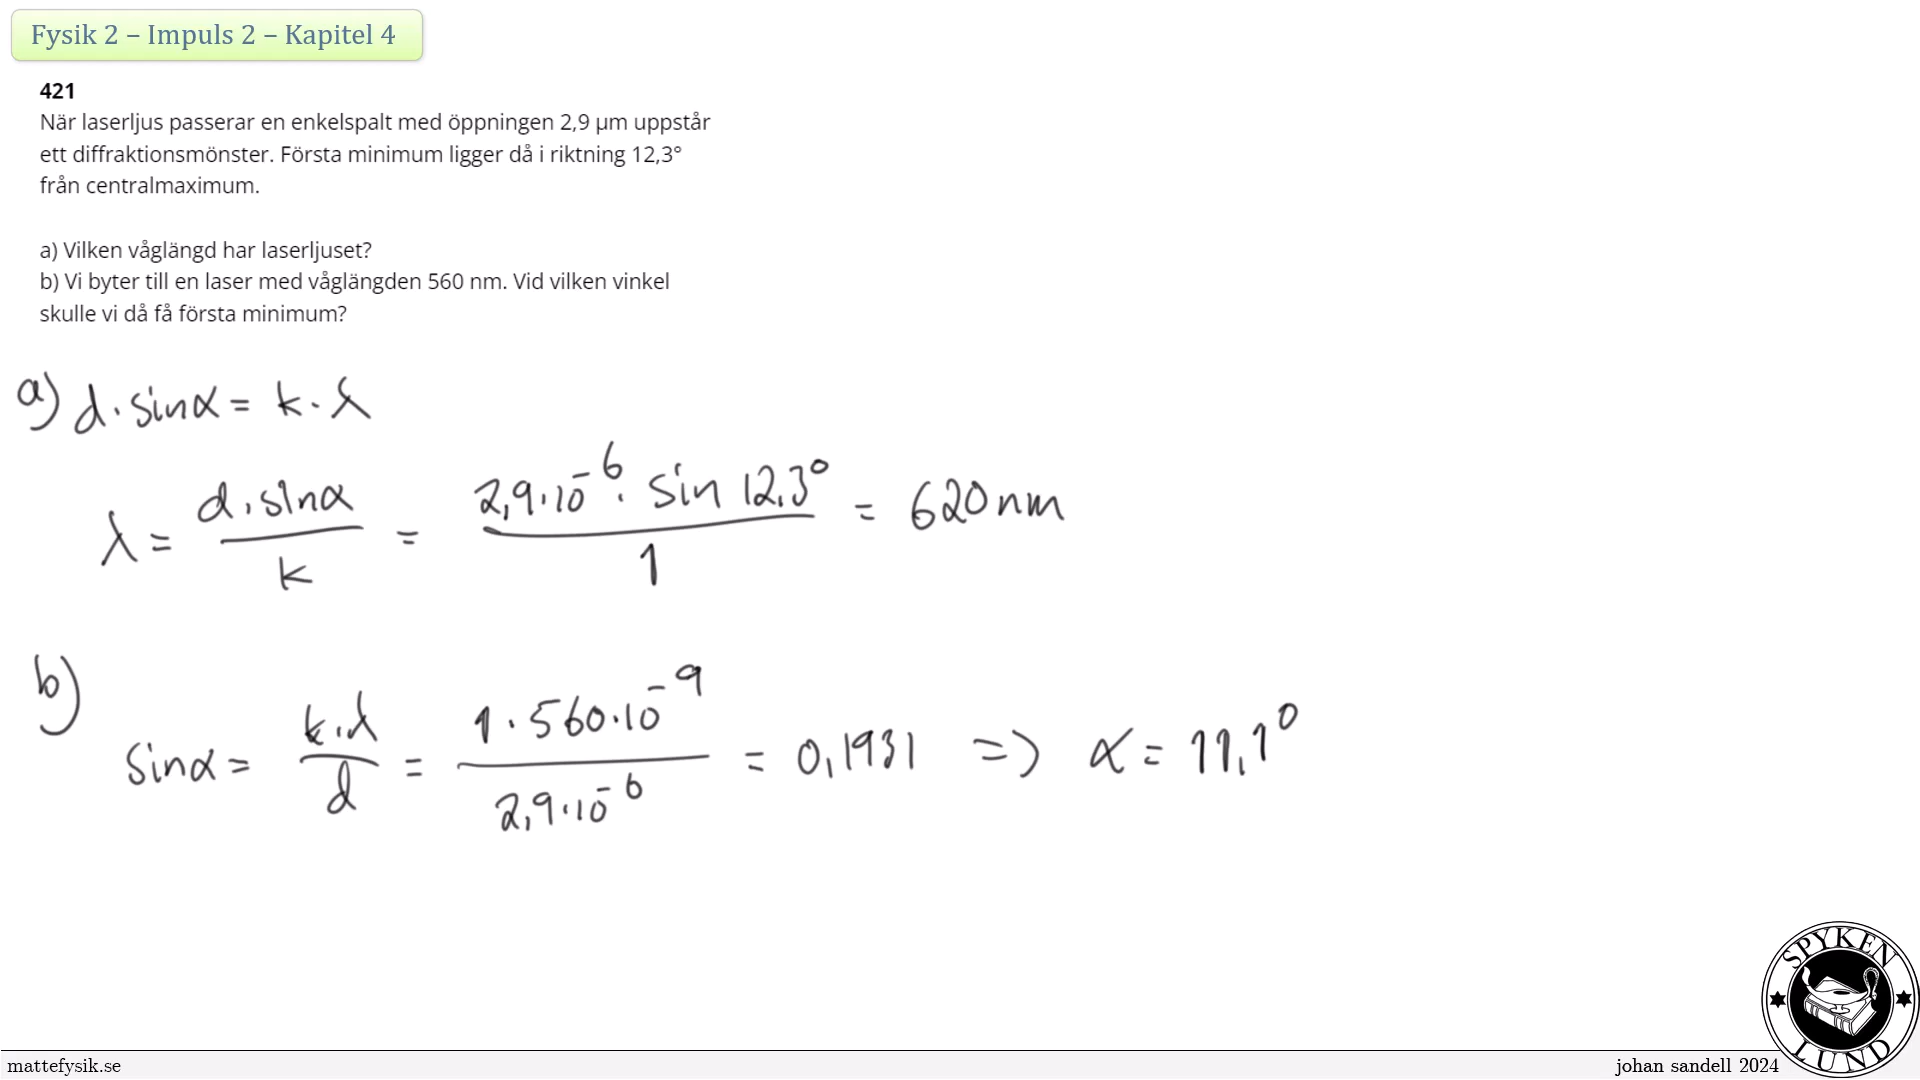 Fysik 2 – Impuls 2 – Kapitel 4
421
När laserljus passerar en enkelspalt med öppningen 2,9 μm uppstår
ett diffraktionsmönster. Första minimum ligger då i riktning 12,3°
från centralmaximum.
a) Vilken våglängd har laserljuset?
b) Vi byter till en laser med våglängden 560 nm. Vid vilken vinkel
skulle vi då få första minimum?
a) d · sinα = k · λ
λ = d · sinα / k = 2,9 · 10⁻⁶ · sin 12,3° / 1 = 620 nm
b) sinα = k · λ / d = 1 · 560 · 10⁻⁹ / 2,9 · 10⁻⁶ = 0,1931 => α = 11,1°
SPYKEN
LUND
mattefysik.se
johan sandell 2024